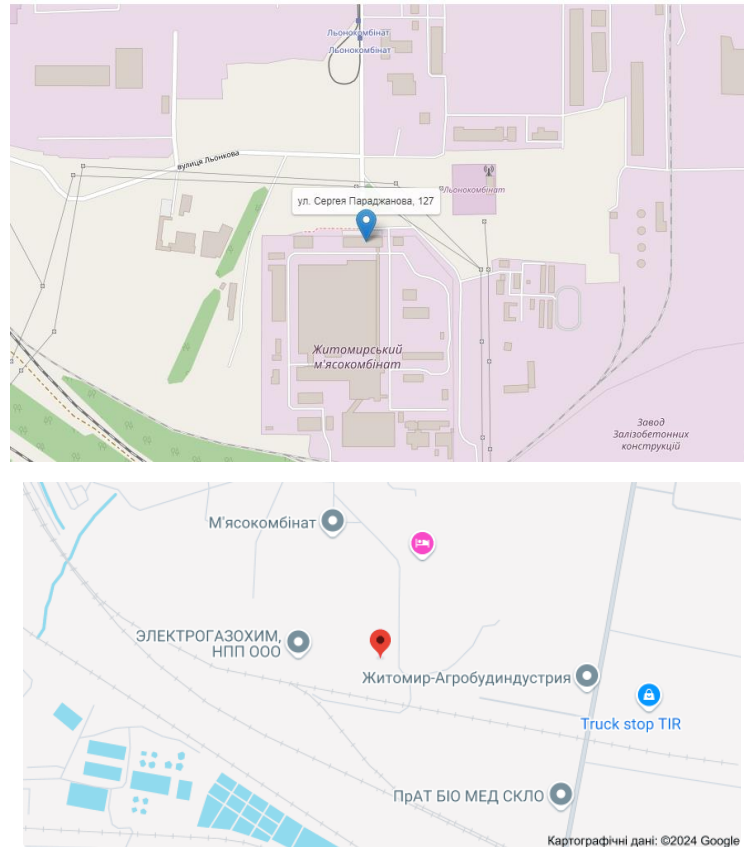 Льонокомбінат
Льонокомбінат
вулиця Льонкова
Льонокомбінат
ул. Сергея Параджанова, 127
Житомирський
м'ясокомбінат
Завод
Залізобетонних
конструкцій
М'ясокомбінат
ЭЛЕКТРОГАЗОХИМ,
НПП ООО
Житомир-Агробудиндустрия
Truck stop TIR
ПрАТ БІО МЕД СКЛО
Картографічні дані: ©2024 Google